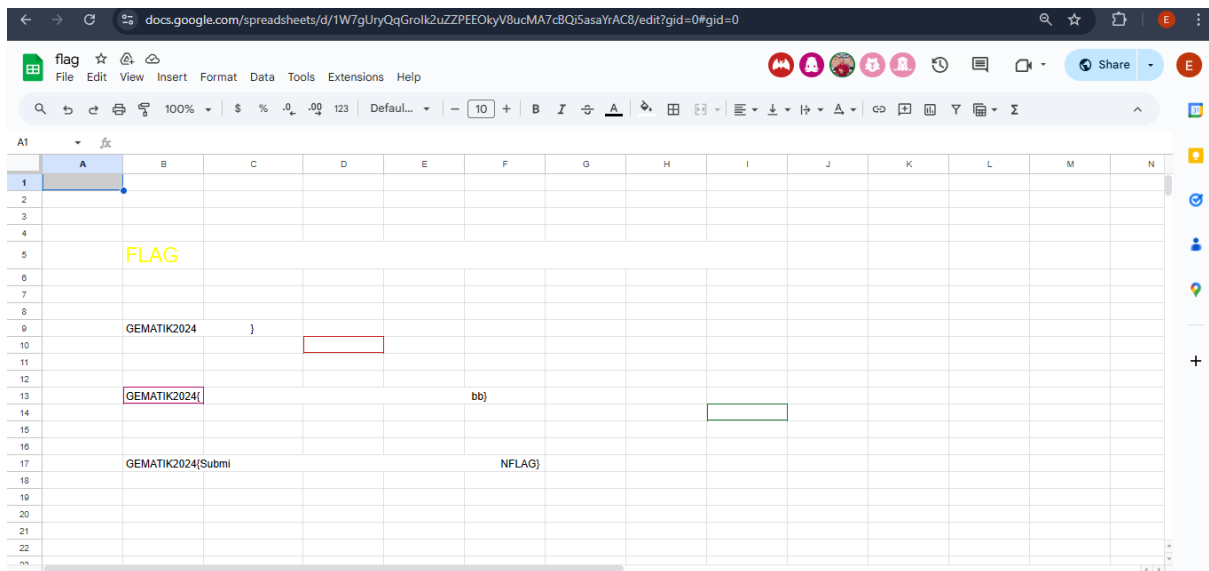 docs.google.com/spreadsheets/d/1W7gUryQqGrolk2uZZPEEOkyV8ucMA7cBQi5asaYrAC8/edit?gid=0#gid=0
E
flag
File Edit View Insert Format Data Tools Extensions Help
Share
E
100% $ % .0 .00 123 Defaul... − 10 + B I A Σ
31
A1 fx
A B C D E F G H I J K L M N
1
2
3
4
5 FLAG
6
7
8
9 GEMATIK2024 }
10
11
12
13 GEMATIK2024{ bb}
14
15
16
17 GEMATIK2024{Submi NFLAG}
18
19
20
21
22